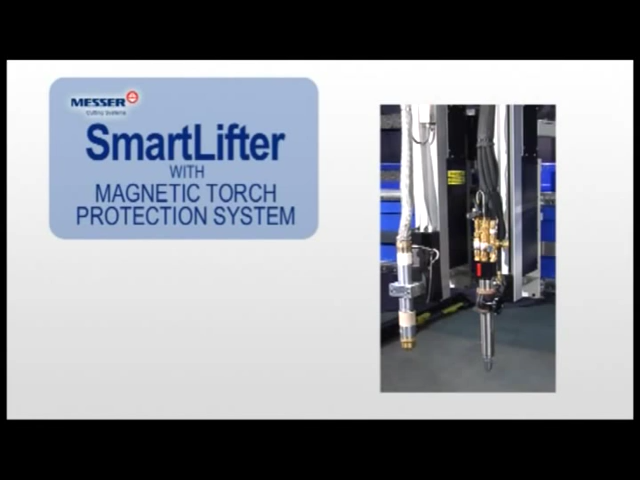 MESSER
Cutting Systems
SmartLifter
WITH
MAGNETIC TORCH
PROTECTION SYSTEM